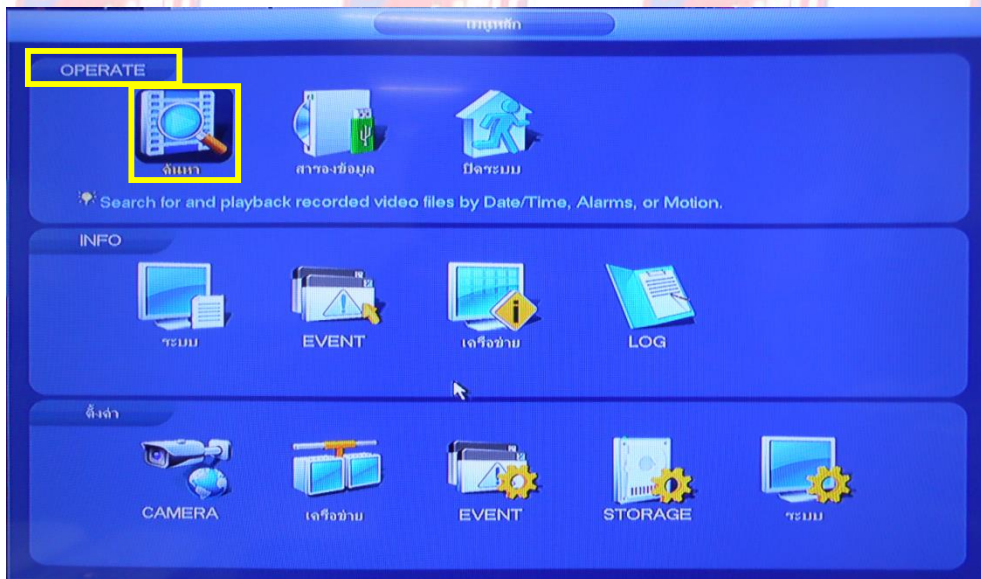 เมนูหลัก
OPERATE
ค้นหา
สำรองข้อมูล
ปิดระบบ
Search for and playback recorded video files by Date/Time, Alarms, or Motion.
INFO
ระบบ
EVENT
เครือข่าย
LOG
ตั้งค่า
CAMERA
เครือข่าย
EVENT
STORAGE
ระบบ